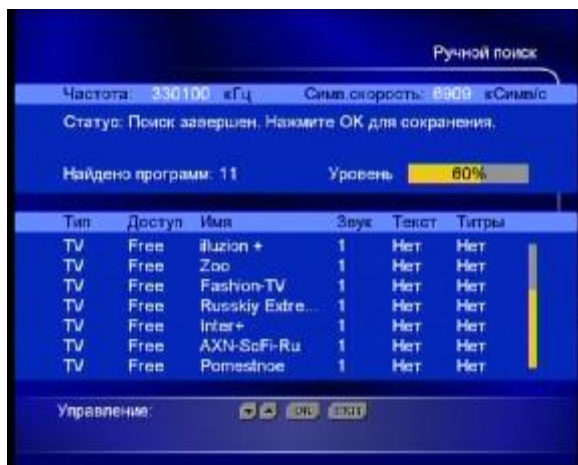 Ручной поиск
Частота: 330100 кГц Симв.скорость: 6909 кСимв/с
Статус: Поиск завершен. Нажмите OK для сохранения.
Найдено программ: 11 Уровень 60%
Тип Доступ Имя Звук Текст Титры
TV Free illuzion + 1 Нет Нет
TV Free Zoo 1 Нет Нет
TV Free Fashion-TV 1 Нет Нет
TV Free Russkiy Extre... 1 Нет Нет
TV Free Inter+ 1 Нет Нет
TV Free AXN-SciFi-Ru 1 Нет Нет
TV Free Pomestnoe 1 Нет Нет
Управление: OK EXIT